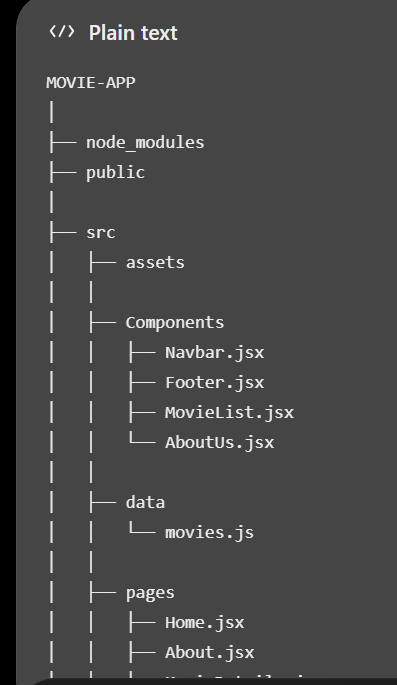 </> Plain text
MOVIE-APP
│
├── node_modules
├── public
│
├── src
│   ├── assets
│   │
│   ├── Components
│   │   ├── Navbar.jsx
│   │   ├── Footer.jsx
│   │   ├── MovieList.jsx
│   │   └── AboutUs.jsx
│   │
│   ├── data
│   │   └── movies.js
│   │
│   ├── pages
│   │   ├── Home.jsx
│   │   ├── About.jsx